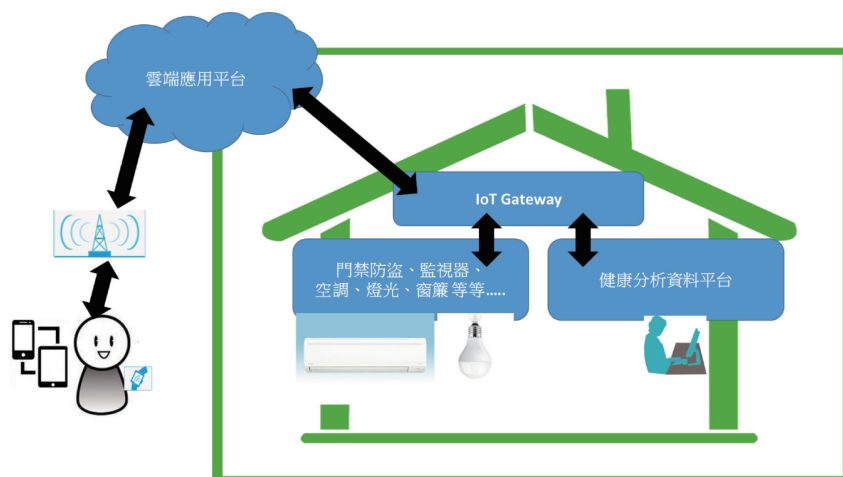 雲端應用平台
IoT Gateway
門禁防盜、監視器、
空調、燈光、窗簾等等.....
健康分析資料平台